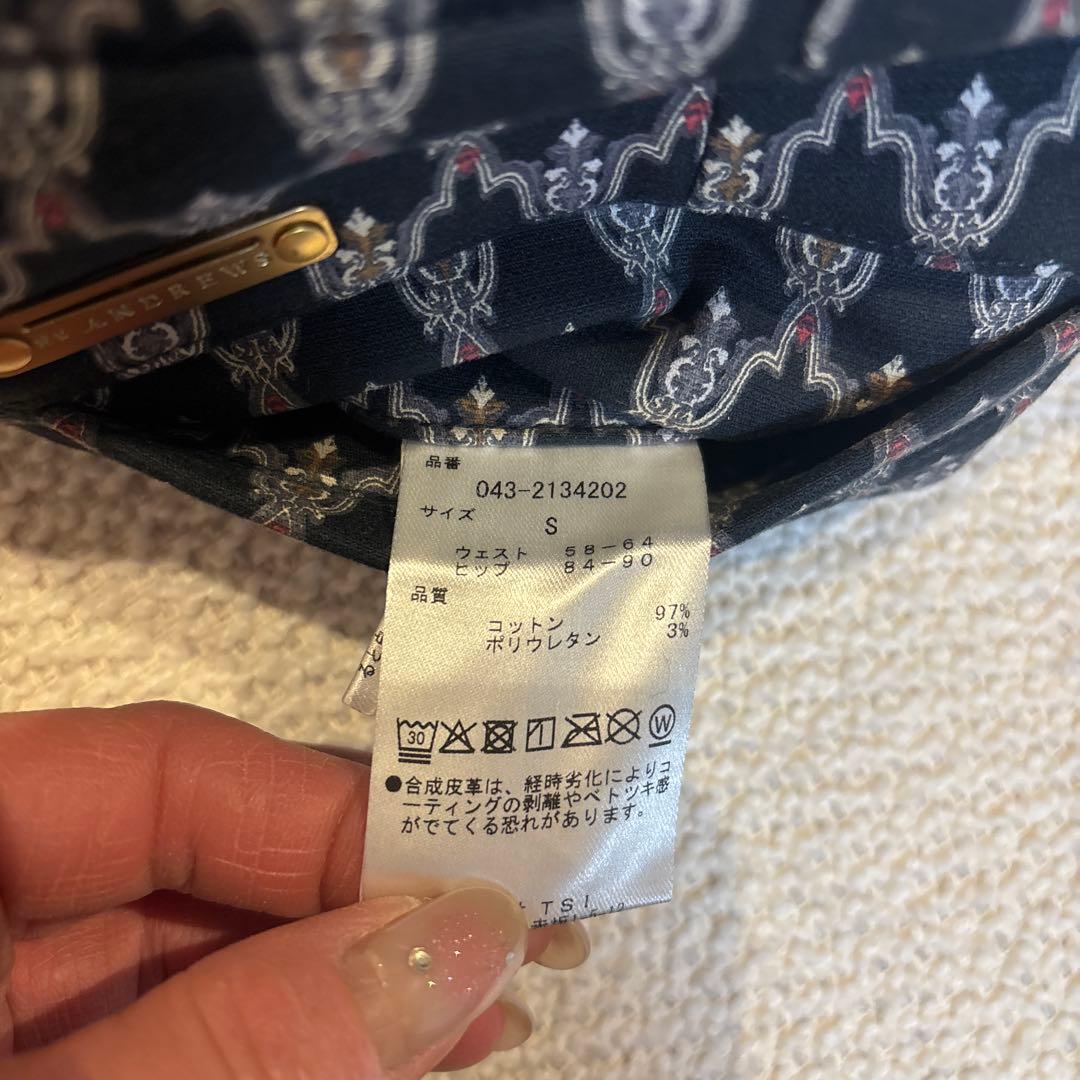 ST ANDREWS
品番
043-2134202
サイズ
S
ウェスト 58-64
ヒップ 84-90
品質
コットン 97%
ポリウレタン 3%
30
W
●合成皮革は、経時劣化によりコ
ーティングの剥離やベトツキ感
がでてくる恐れがあります。
TSI